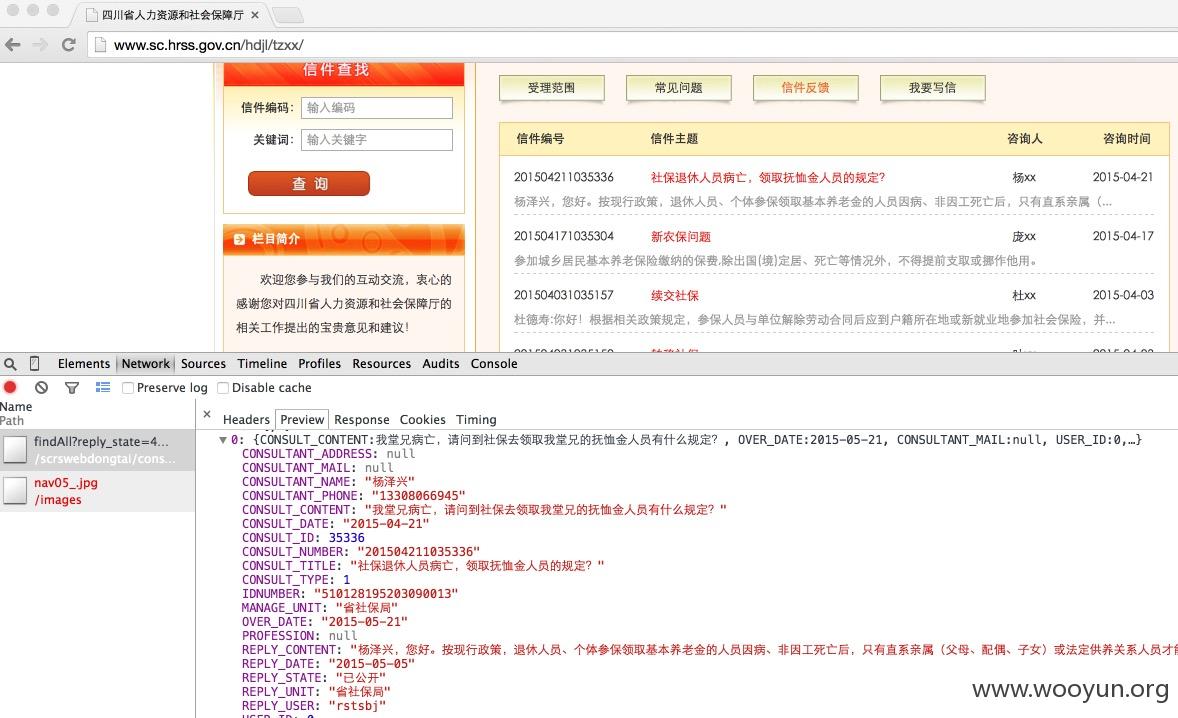 四川省人力资源和社会保障厅 ×
www.sc.hrss.gov.cn/hdjl/tzxx/
信件查找
信件编码: 输入编码
关键词: 输入关键字
查 询
栏目简介
欢迎您参与我们的互动交流，衷心的
感谢您对四川省人力资源和社会保障厅的
相关工作提出的宝贵意见和建议!
受理范围 常见问题 信件反馈 我要写信
信件编号 信件主题 咨询人 咨询时间
201504211035336 社保退休人员病亡，领取抚恤金人员的规定? 杨xx 2015-04-21
杨泽兴，您好。按现行政策，退休人员、个体参保领取基本养老金的人员因病、非因工死亡后，只有直系亲属（...
201504171035304 新农保问题 庞xx 2015-04-17
参加城乡居民基本养老保险缴纳的保费,除出国(境)定居、死亡等情况外，不得提前支取或挪作他用。
201504031035157 续交社保 杜xx 2015-04-03
杜德寿:你好！根据相关政策规定，参保人员与单位解除劳动合同后应到户籍所在地或新就业地参加社会保险，并...
Elements Network Sources Timeline Profiles Resources Audits Console
Preserve log Disable cache
Name
Path
findAll?reply_state=4...
/scrswebdongtai/cons...
nav05_.jpg
/images
× Headers Preview Response Cookies Timing
0: {CONSULT_CONTENT:我堂兄病亡，请问到社保去领取我堂兄的抚恤金人员有什么规定？, OVER_DATE:2015-05-21, CONSULTANT_MAIL:null, USER_ID:0,…}
CONSULTANT_ADDRESS: null
CONSULTANT_MAIL: null
CONSULTANT_NAME: "杨泽兴"
CONSULTANT_PHONE: "13308066945"
CONSULT_CONTENT: "我堂兄病亡，请问到社保去领取我堂兄的抚恤金人员有什么规定？"
CONSULT_DATE: "2015-04-21"
CONSULT_ID: 35336
CONSULT_NUMBER: "201504211035336"
CONSULT_TITLE: "社保退休人员病亡，领取抚恤金人员的规定？"
CONSULT_TYPE: 1
IDNUMBER: "510128195203090013"
MANAGE_UNIT: "省社保局"
OVER_DATE: "2015-05-21"
PROFESSION: null
REPLY_CONTENT: "杨泽兴，您好。按现行政策，退休人员、个体参保领取基本养老金的人员因病、非因工死亡后，只有直系亲属（父母、配偶、子女）或法定供养关系人员才能
REPLY_DATE: "2015-05-05"
REPLY_STATE: "已公开"
REPLY_UNIT: "省社保局"
REPLY_USER: "rstsbj"
USER_ID: 0
www.wooyun.org